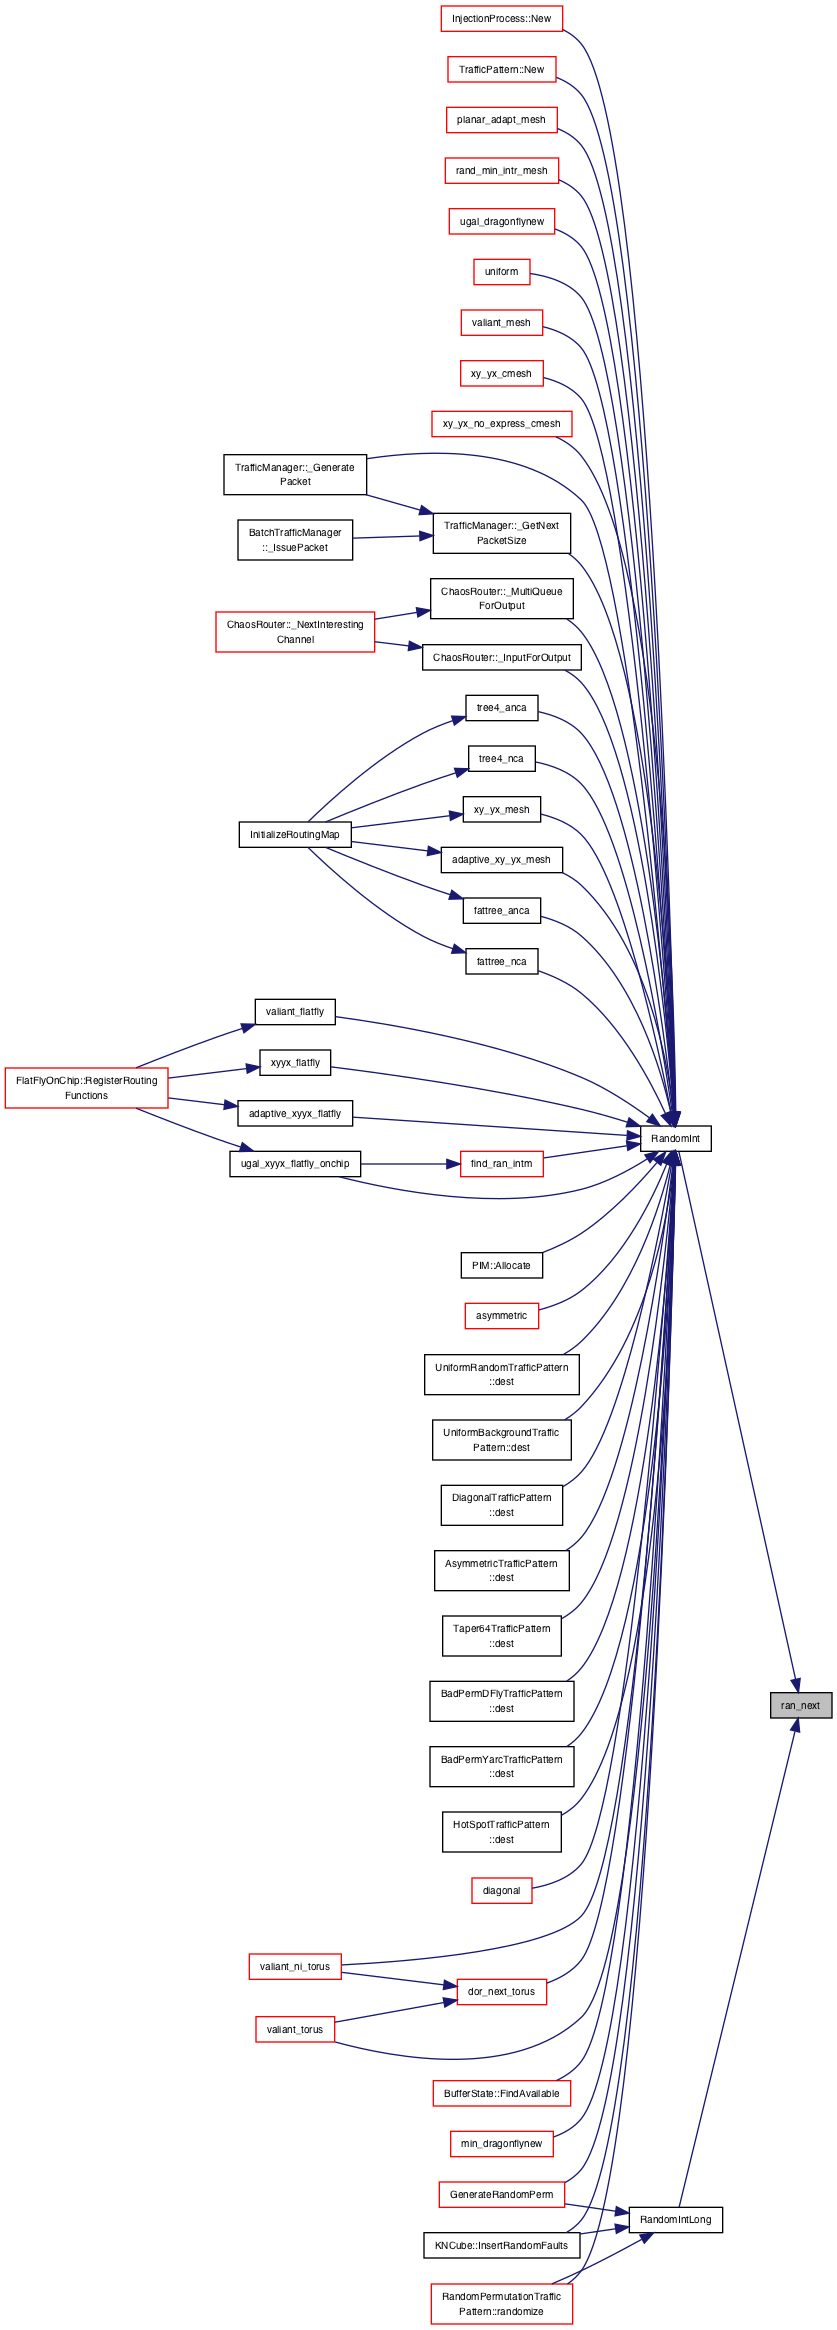 InjectionProcess::New
TrafficPattern::New
planar_adapt_mesh
rand_min_intr_mesh
ugal_dragonflynew
uniform
valiant_mesh
xy_yx_cmesh
xy_yx_no_express_cmesh
TrafficManager::_Generate
Packet
TrafficManager::_GetNext
PacketSize
BatchTrafficManager
::_IssuePacket
ChaosRouter::_MultiQueue
ForOutput
ChaosRouter::_NextInteresting
Channel
ChaosRouter::_InputForOutput
tree4_anca
tree4_nca
xy_yx_mesh
InitializeRoutingMap
adaptive_xy_yx_mesh
fattree_anca
fattree_nca
valiant_flatfly
xyyx_flatfly
FlatFlyOnChip::RegisterRouting
Functions
adaptive_xyyx_flatfly
RandomInt
ugal_xyyx_flatfly_onchip
find_ran_intm
PIM::Allocate
asymmetric
UniformRandomTrafficPattern
::dest
UniformBackgroundTraffic
Pattern::dest
DiagonalTrafficPattern
::dest
AsymmetricTrafficPattern
::dest
Taper64TrafficPattern
::dest
BadPermDFlyTrafficPattern
::dest
ran_next
BadPermYarcTrafficPattern
::dest
HotSpotTrafficPattern
::dest
diagonal
valiant_ni_torus
dor_next_torus
valiant_torus
BufferState::FindAvailable
min_dragonflynew
GenerateRandomPerm
RandomIntLong
KNCube::InsertRandomFaults
RandomPermutationTraffic
Pattern::randomize